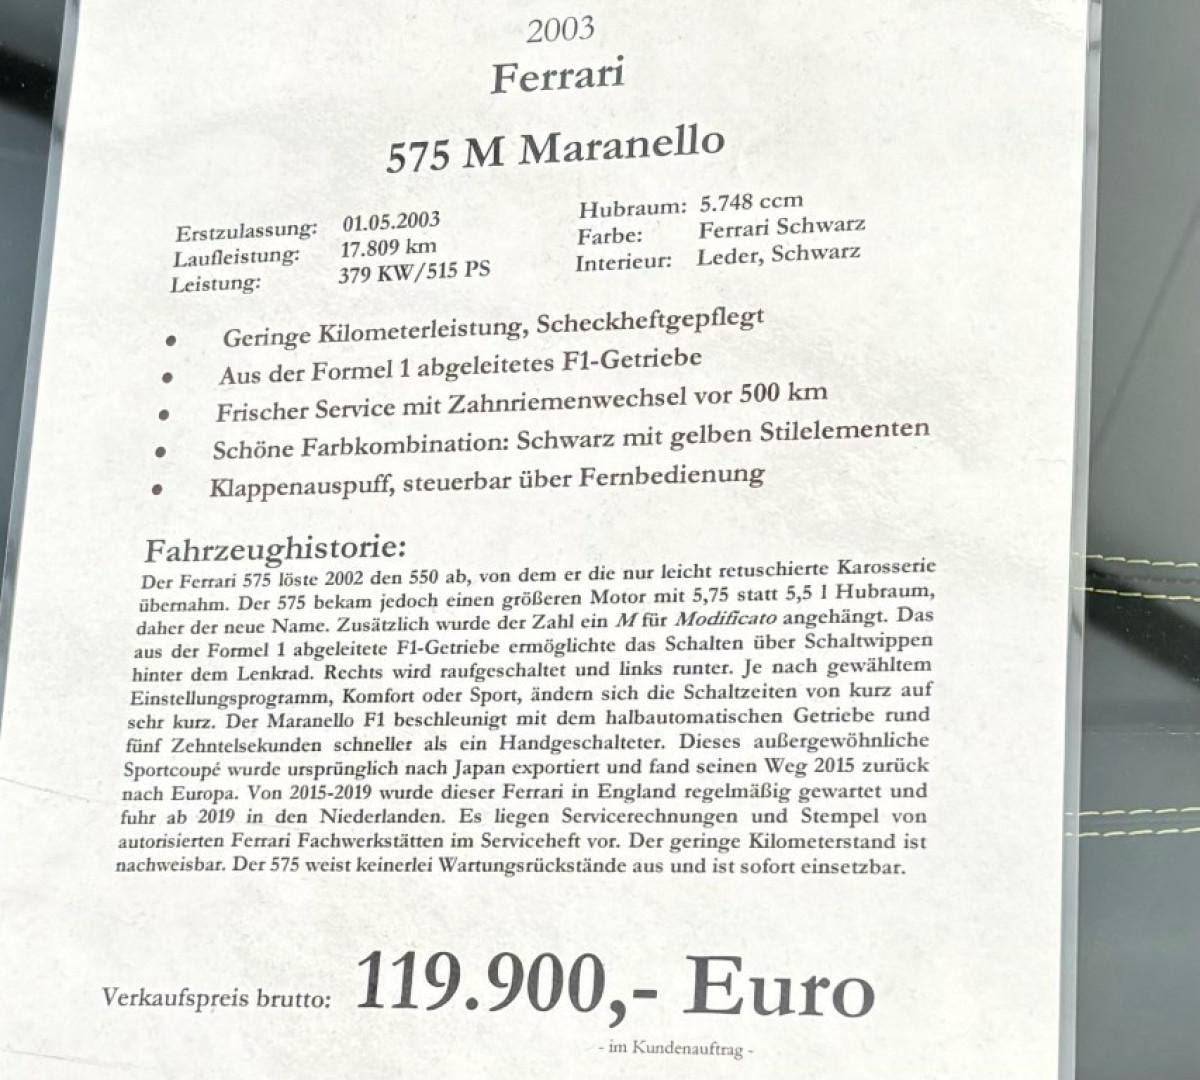 2003
Ferrari
575 M Maranello
Erstzulassung: 01.05.2003
Laufleistung: 17.809 km
Leistung: 379 KW/515 PS
Hubraum: 5.748 ccm
Farbe: Ferrari Schwarz
Interieur: Leder, Schwarz
• Geringe Kilometerleistung, Scheckheftgepflegt
• Aus der Formel 1 abgeleitetes F1-Getriebe
• Frischer Service mit Zahnriemenwechsel vor 500 km
• Schöne Farbkombination: Schwarz mit gelben Stilelementen
• Klappenauspuff, steuerbar über Fernbedienung
Fahrzeughistorie:
Der Ferrari 575 löste 2002 den 550 ab, von dem er die nur leicht retuschierte Karosserie
übernahm. Der 575 bekam jedoch einen größeren Motor mit 5,75 statt 5,5 l Hubraum,
daher der neue Name. Zusätzlich wurde der Zahl ein M für Modificato angehängt. Das
aus der Formel 1 abgeleitete F1-Getriebe ermöglichte das Schalten über Schaltwippen
hinter dem Lenkrad. Rechts wird raufgeschaltet und links runter. Je nach gewähltem
Einstellungsprogramm, Komfort oder Sport, ändern sich die Schaltzeiten von kurz auf
sehr kurz. Der Maranello F1 beschleunigt mit dem halbautomatischen Getriebe rund
fünf Zehntelsekunden schneller als ein Handgeschalteter. Dieses außergewöhnliche
Sportcoupé wurde ursprünglich nach Japan exportiert und fand seinen Weg 2015 zurück
nach Europa. Von 2015-2019 wurde dieser Ferrari in England regelmäßig gewartet und
fuhr ab 2019 in den Niederlanden. Es liegen Servicerechnungen und Stempel von
autorisierten Ferrari Fachwerkstätten im Serviceheft vor. Der geringe Kilometerstand ist
nachweisbar. Der 575 weist keinerlei Wartungsrückstände aus und ist sofort einsetzbar.
Verkaufspreis brutto: 119.900,- Euro
- im Kundenauftrag -